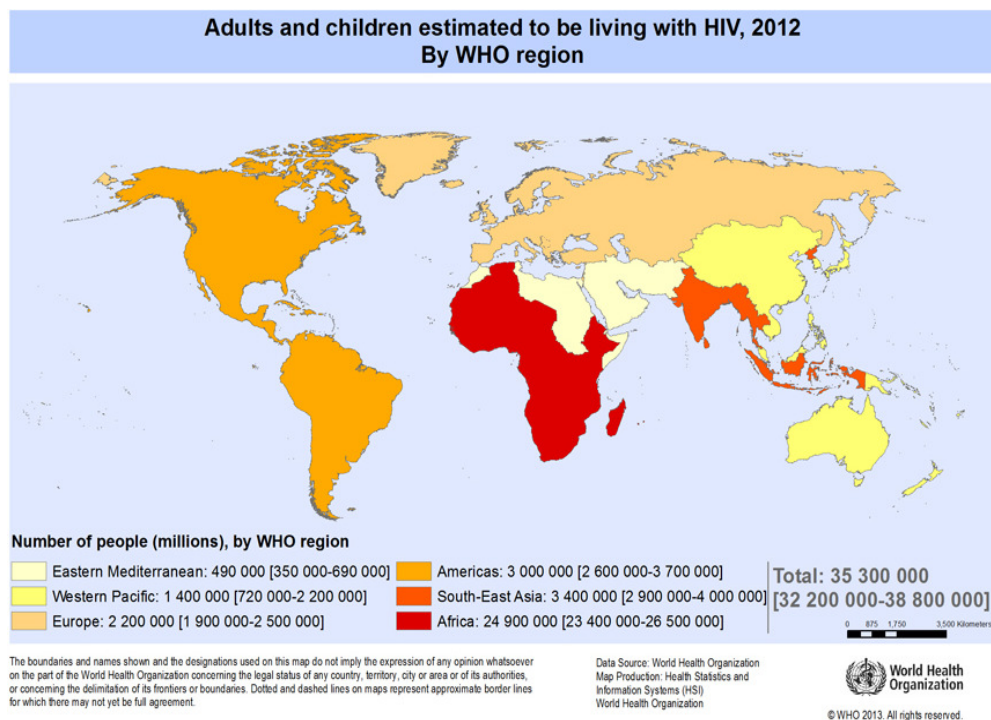 Adults and children estimated to be living with HIV, 2012
By WHO region
Number of people (millions), by WHO region
Eastern Mediterranean: 490 000 [350 000-690 000]
Western Pacific: 1 400 000 [720 000-2 200 000]
Europe: 2 200 000 [1 900 000-2 500 000]
Americas: 3 000 000 [2 600 000-3 700 000]
South-East Asia: 3 400 000 [2 900 000-4 000 000]
Africa: 24 900 000 [23 400 000-26 500 000]
Total: 35 300 000
[32 200 000-38 800 000]
0 875 1,750 3,500 Kilometers
The boundaries and names shown and the designations used on this map do not imply the expression of any opinion whatsoever
on the part of the World Health Organization concerning the legal status of any country, territory, city or area or of its authorities,
or concerning the delimitation of its frontiers or boundaries. Dotted and dashed lines on maps represent approximate border lines
for which there may not yet be full agreement.
Data Source: World Health Organization
Map Production: Health Statistics and
Information Systems (HSI)
World Health Organization
World Health
Organization
© WHO 2013. All rights reserved.